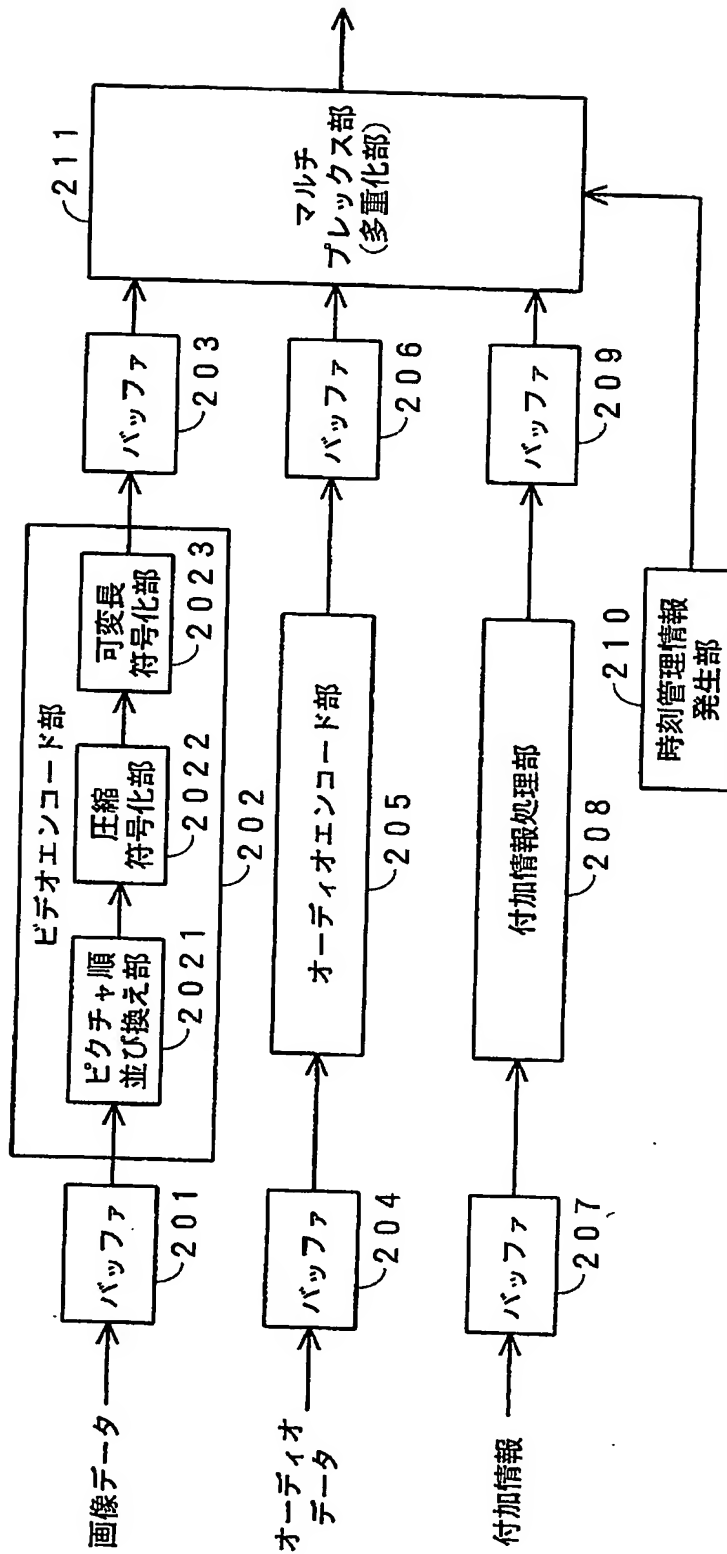 画像データ
バッファ
201
ビデオエンコード部
202
ピクチャ順
並び換え部
2021
圧縮
符号化部
2022
可変長
符号化部
2023
バッファ
203
オーディオ
データ
バッファ
204
オーディオエンコード部
205
バッファ
206
付加情報
バッファ
207
付加情報処理部
208
バッファ
209
時刻管理情報
発生部
210
マルチ
プレックス部
(多重化部)
211